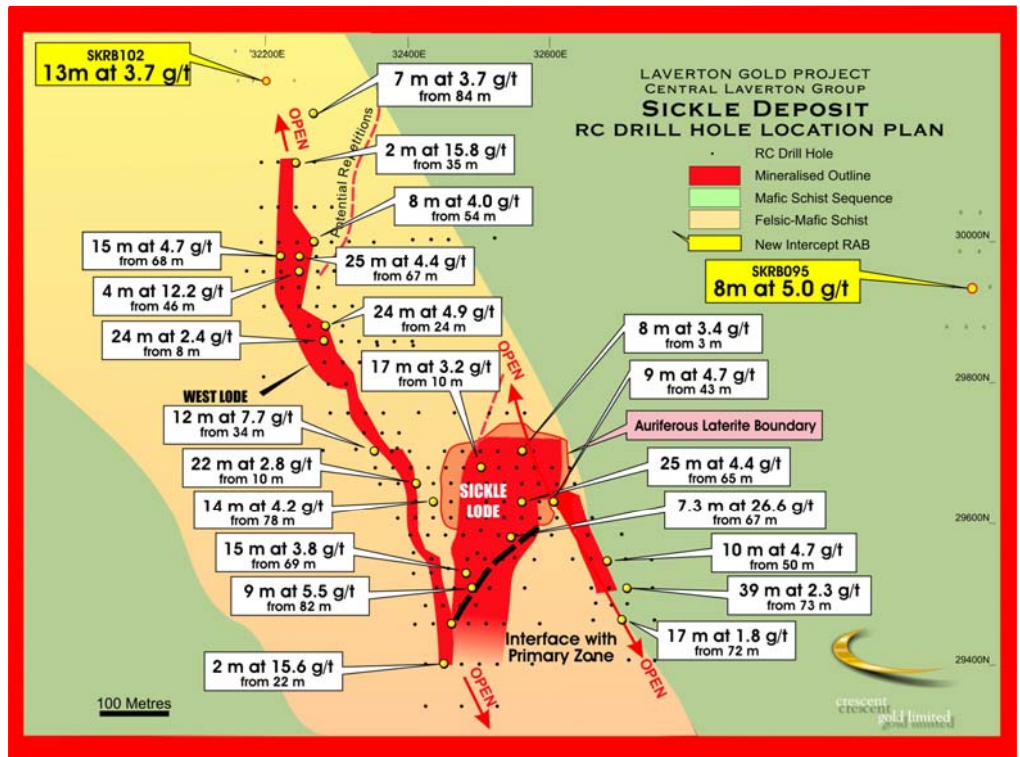 SKRB102
13m at 3.7 g/t
32200E
32400E
32600E
7 m at 3.7 g/t
from 84 m
LAVERTON GOLD PROJECT
CENTRAL LAVERTON GROUP
SICKLE DEPOSIT
RC DRILL HOLE LOCATION PLAN
RC Drill Hole
Mineralised Outline
Mafic Schist Sequence
Felsic-Mafic Schist
New Intercept RAB
OPEN
Potential Repetitions
2 m at 15.8 g/t
from 35 m
8 m at 4.0 g/t
from 54 m
30000N
15 m at 4.7 g/t
from 68 m
25 m at 4.4 g/t
from 67 m
SKRB095
8m at 5.0 g/t
4 m at 12.2 g/t
from 46 m
24 m at 4.9 g/t
from 24 m
24 m at 2.4 g/t
from 8 m
8 m at 3.4 g/t
from 3 m
OPEN
17 m at 3.2 g/t
from 10 m
9 m at 4.7 g/t
from 43 m
29800N
WEST LODE
12 m at 7.7 g/t
from 34 m
Auriferous Laterite Boundary
22 m at 2.8 g/t
from 10 m
25 m at 4.4 g/t
from 65 m
SICKLE
LODE
14 m at 4.2 g/t
from 78 m
7.3 m at 26.6 g/t
from 67 m
29600N
15 m at 3.8 g/t
from 69 m
10 m at 4.7 g/t
from 50 m
9 m at 5.5 g/t
from 82 m
39 m at 2.3 g/t
from 73 m
Interface with
Primary Zone
17 m at 1.8 g/t
from 72 m
2 m at 15.6 g/t
from 22 m
29400N
OPEN
OPEN
100 Metres
crescent
gold limited